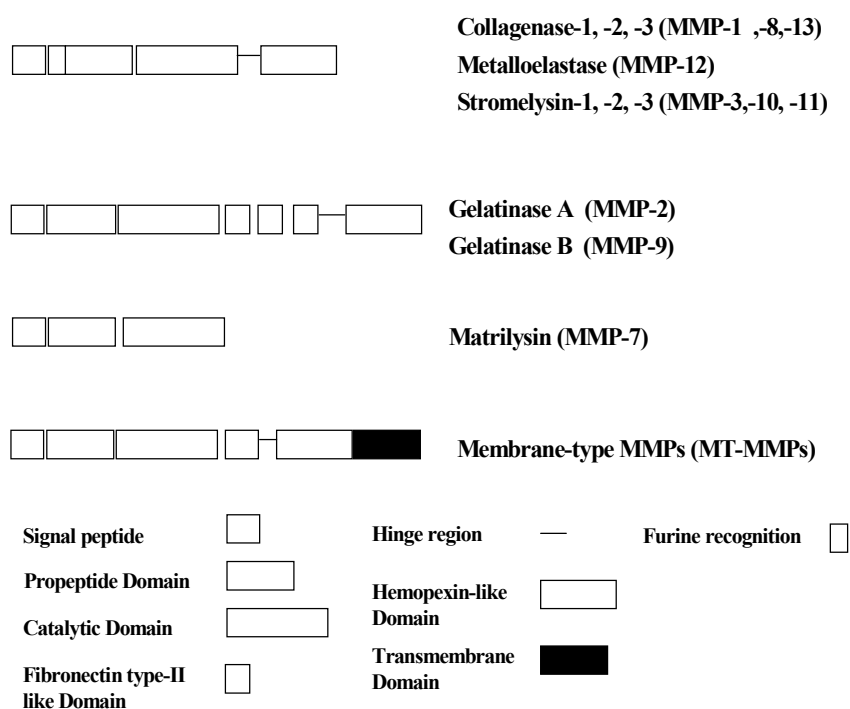 Collagenase-1, -2, -3 (MMP-1 ,-8,-13)
Metalloelastase (MMP-12)
Stromelysin-1, -2, -3 (MMP-3,-10, -11)
Gelatinase A (MMP-2)
Gelatinase B (MMP-9)
Matrilysin (MMP-7)
Membrane-type MMPs (MT-MMPs)
Signal peptide
Propeptide Domain
Catalytic Domain
Fibronectin type-II
like Domain
Hinge region
Hemopexin-like
Domain
Transmembrane
Domain
Furine recognition